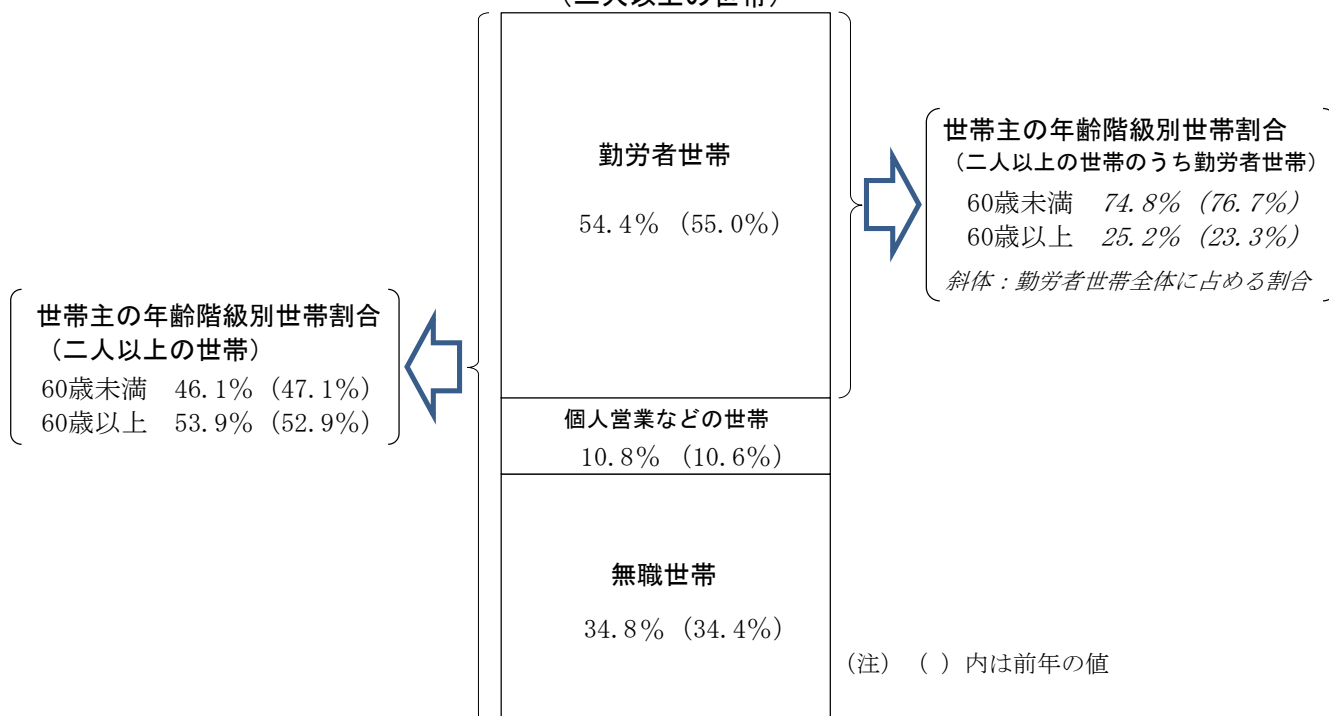 （二人以上の世帯）
勤労者世帯
54.4% (55.0%)
世帯主の年齢階級別世帯割合
（二人以上の世帯のうち勤労者世帯）
60歳未満 74.8% (76.7%)
60歳以上 25.2% (23.3%)
斜体：勤労者世帯全体に占める割合
世帯主の年齢階級別世帯割合
（二人以上の世帯）
60歳未満 46.1% (47.1%)
60歳以上 53.9% (52.9%)
個人営業などの世帯
10.8% (10.6%)
無職世帯
34.8% (34.4%)
（注）（ ）内は前年の値